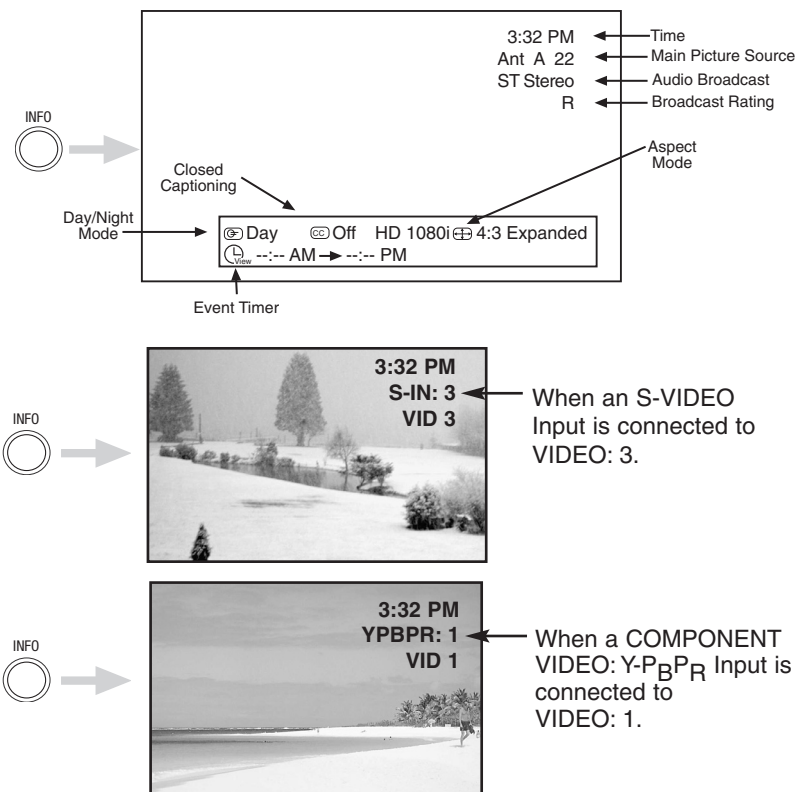 3:32 PM
Time
Ant A 22
Main Picture Source
ST Stereo
Audio Broadcast
R
Broadcast Rating
INFO
Aspect
Mode
Closed
Captioning
Day/Night
Mode
Day
CC Off
HD 1080i
4:3 Expanded
View --:-- AM --:-- PM
Event Timer
INFO
3:32 PM
S-IN: 3
VID 3
When an S-VIDEO
Input is connected to
VIDEO: 3.
INFO
3:32 PM
YPBPR: 1
VID 1
When a COMPONENT
VIDEO: Y-PBPR Input is
connected to
VIDEO: 1.